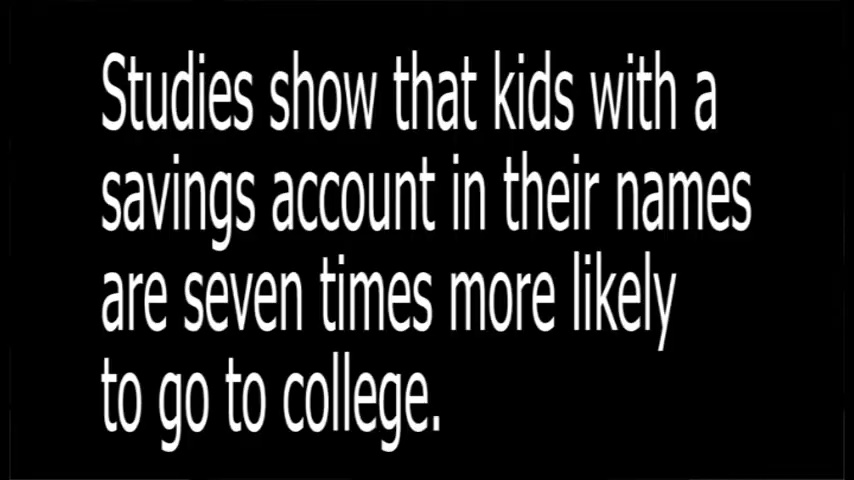 Studies show that kids with a
savings account in their names
are seven times more likely
to go to college.